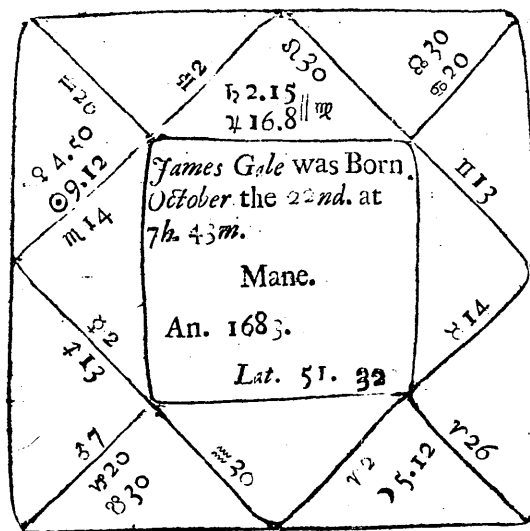 ♌30
☊30
♋20
♎2
♄ 2.15
♃ 16.8 || ♍
♎26
♀ 4.50
☉9.12
♏14
♊13
James Gale was Born
October the 22nd. at
7h. 43m.
Mane.
An. 1683.
Lat. 51. 32
♉14
☿2
♐13
♂7
♑20
☋30
♒30
♈2
☽5.12
♈26